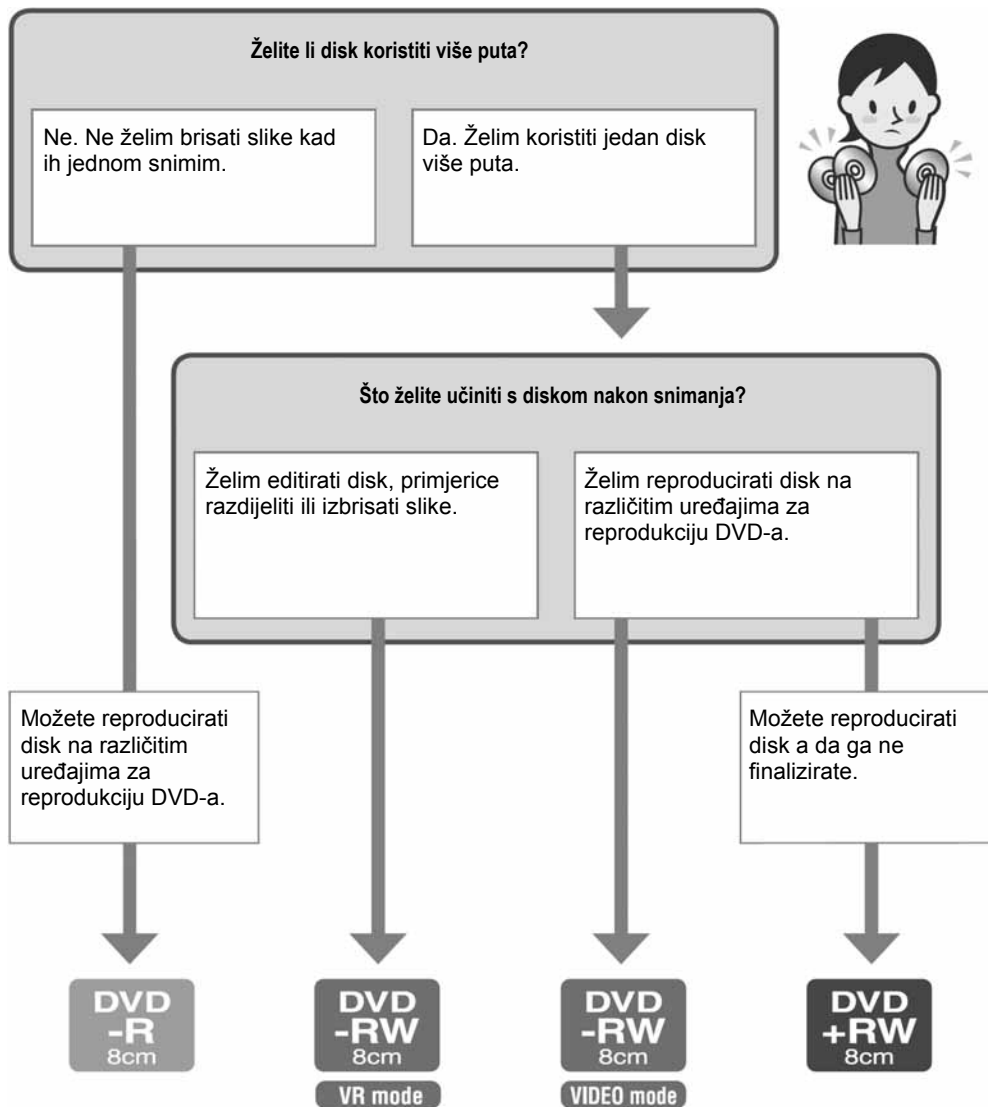 Želite li disk koristiti više puta?
Ne. Ne želim brisati slike kad
ih jednom snimim.
Da. Želim koristiti jedan disk
više puta.
Što želite učiniti s diskom nakon snimanja?
Želim editirati disk, primjerice
razdijeliti ili izbrisati slike.
Želim reproducirati disk na
različitim uređajima za
reprodukciju DVD-a.
Možete reproducirati
disk na različitim
uređajima za
reprodukciju DVD-a.
Možete reproducirati
disk a da ga ne
finalizirate.
DVD
-R
8cm
DVD
-RW
8cm
VR mode
DVD
-RW
8cm
VIDEO mode
DVD
+RW
8cm